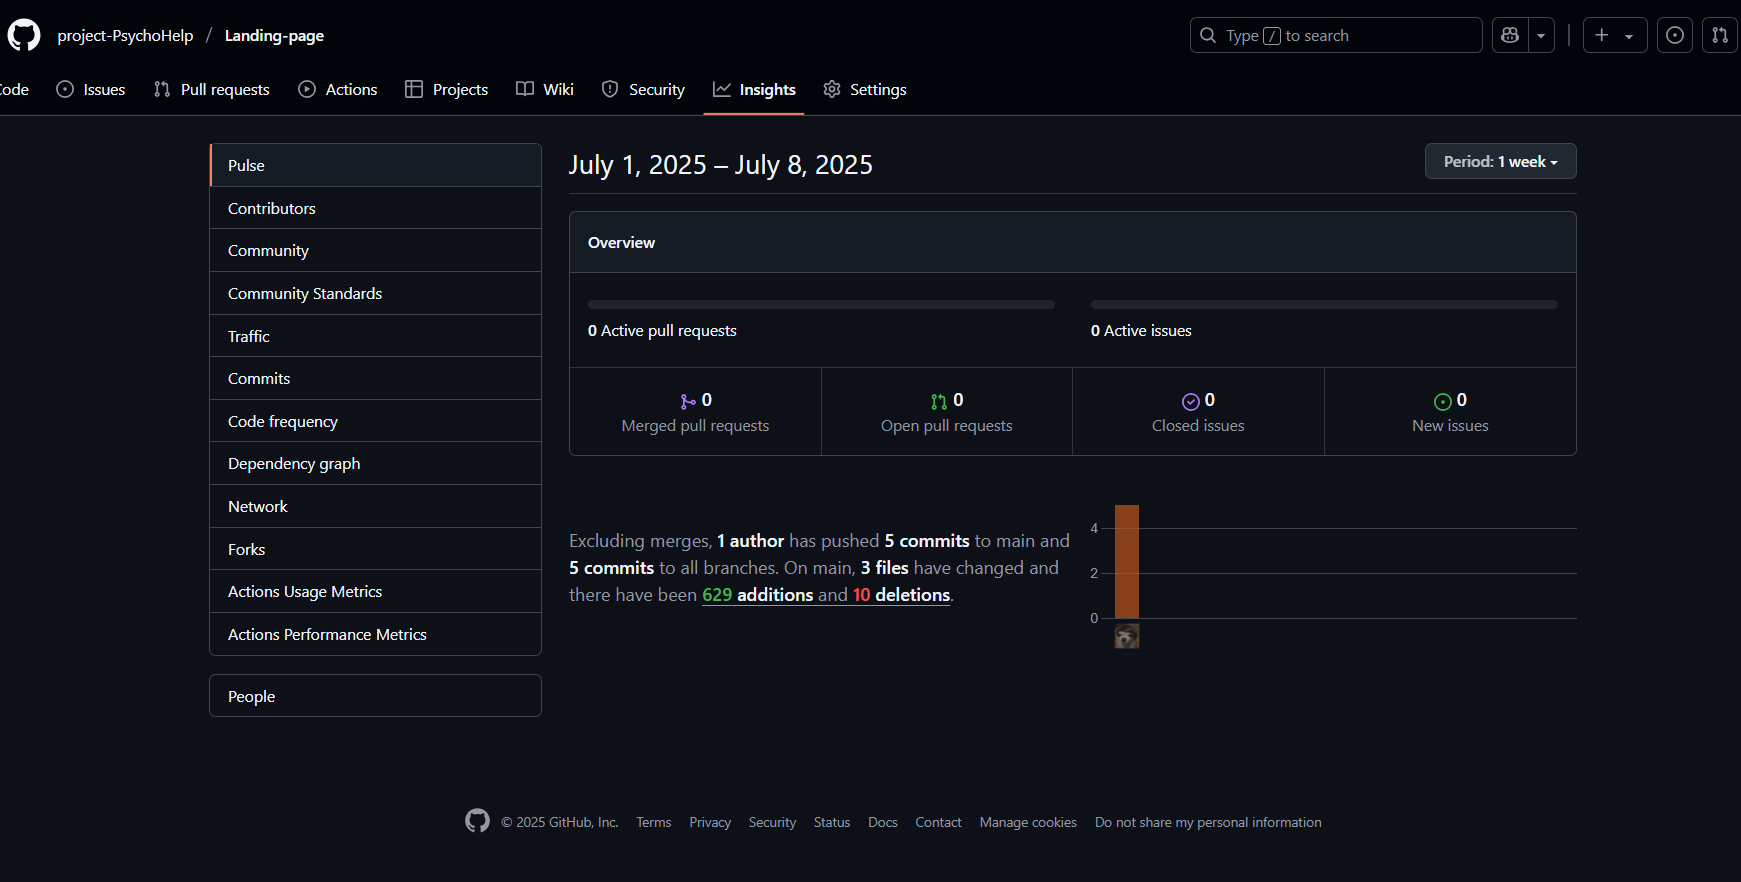 project-PsychoHelp / Landing-page
Type / to search
Code Issues Pull requests Actions Projects Wiki Security Insights Settings
Pulse
Contributors
Community
Community Standards
Traffic
Commits
Code frequency
Dependency graph
Network
Forks
Actions Usage Metrics
Actions Performance Metrics
People
July 1, 2025 – July 8, 2025
Period: 1 week
Overview
0 Active pull requests
0 Active issues
0
Merged pull requests
0
Open pull requests
0
Closed issues
0
New issues
Excluding merges, 1 author has pushed 5 commits to main and
5 commits to all branches. On main, 3 files have changed and
there have been 629 additions and 10 deletions.
4
2
0
© 2025 GitHub, Inc. Terms Privacy Security Status Docs Contact Manage cookies Do not share my personal information